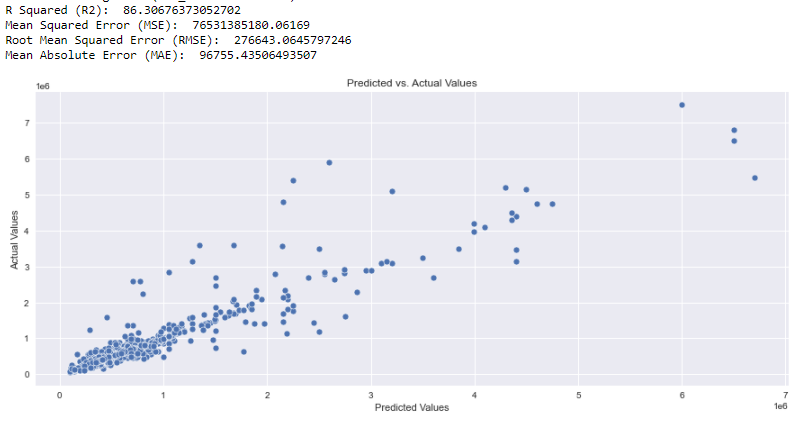 R Squared (R2):  86.30676373052702
Mean Squared Error (MSE):  76531385180.06169
Root Mean Squared Error (RMSE):  276643.0645797246
Mean Absolute Error (MAE):  96755.43506493507
Predicted vs. Actual Values
1e6
7
6
5
4
3
2
1
0
Actual Values
0 1 2 3 4 5 6 7
1e6
Predicted Values